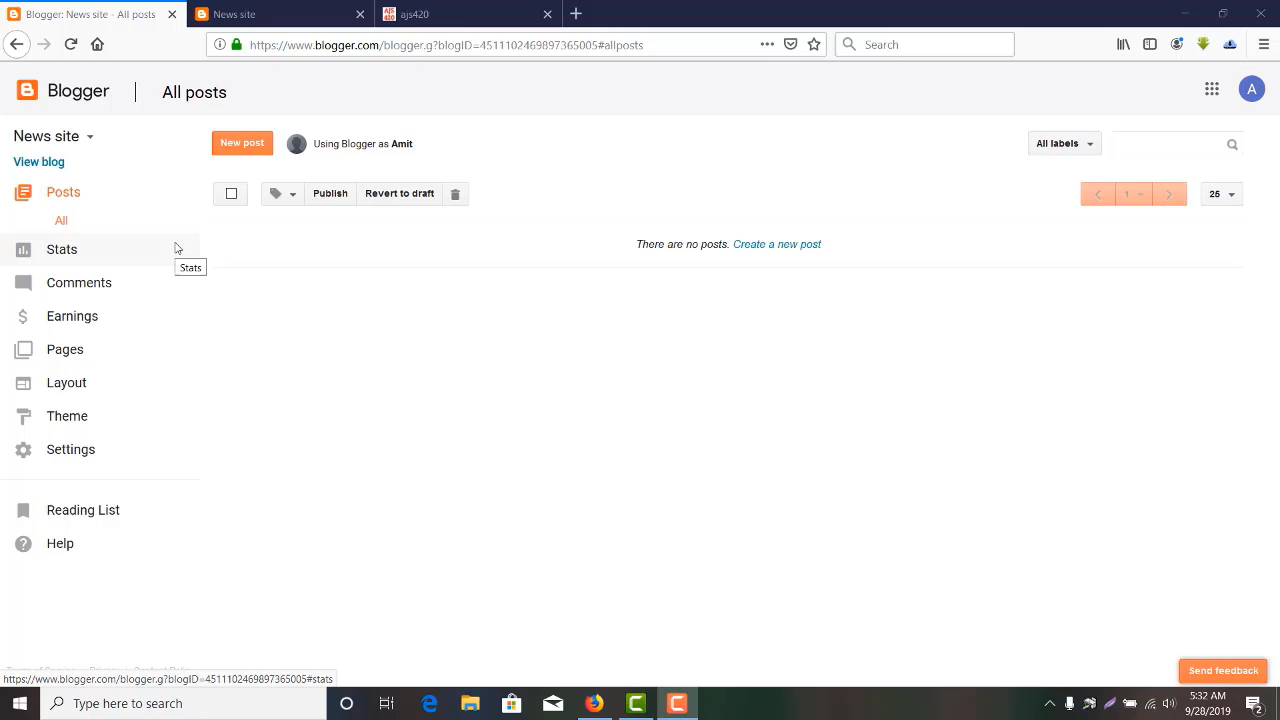 Blogger: News site - All posts
News site
AJS
420
ajs420
https://www.blogger.com/blogger.g?blogID=4511102469897365005#allposts
Search
Blogger
All posts
A
News site
View blog
New post
Using Blogger as Amit
All labels
Posts
All
Publish
Revert to draft
1
25
There are no posts. Create a new post
Stats
Stats
Comments
Earnings
Pages
Layout
Theme
Settings
Reading List
Help
Send feedback
https://www.blogger.com/blogger.g?blogID=4511102469897365005#stats
Type here to search
5:32 AM
9/28/2019
2